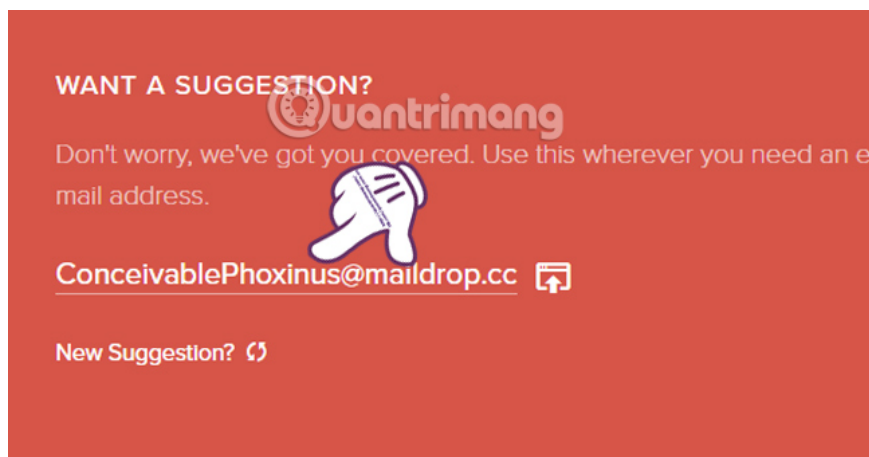 WANT A SUGGESTION?
Quantrimang
Don't worry, we've got you covered. Use this wherever you need an e
mail address.
ConceivablePhoxinus@maildrop.cc
New Suggestion?